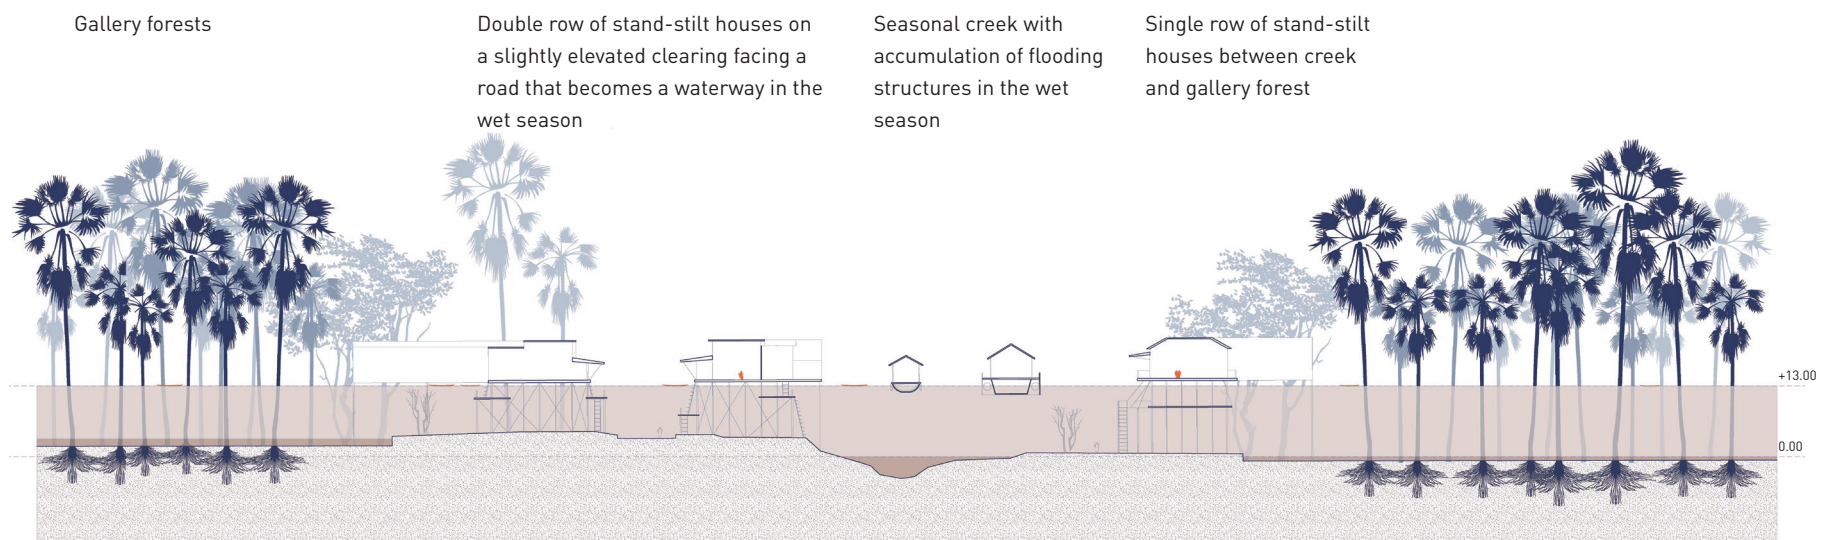 Gallery forests
Double row of stand-stilt houses on
a slightly elevated clearing facing a
road that becomes a waterway in the
wet season
Seasonal creek with
accumulation of flooding
structures in the wet
season
Single row of stand-stilt
houses between creek
and gallery forest
+13.00
0.00